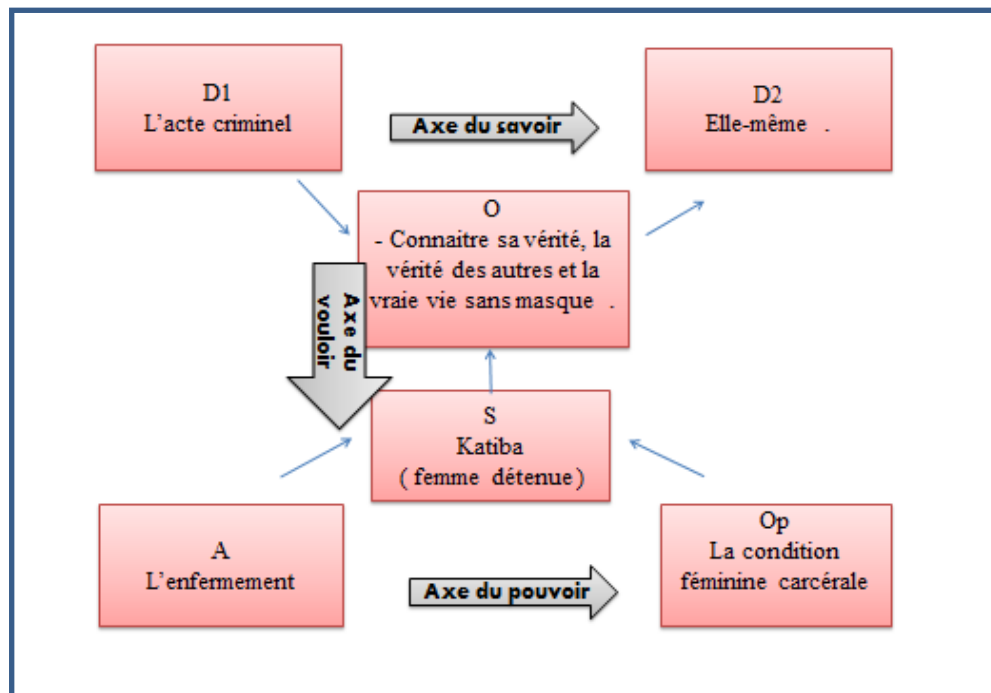 D1
L'acte criminel
Axe du savoir
D2
Elle-même .
O
- Connaitre sa vérité, la
vérité des autres et la
vraie vie sans masque .
Axe du
vouloir
S
Katiba
( femme détenue )
A
L'enfermement
Axe du pouvoir
Op
La condition
féminine carcérale